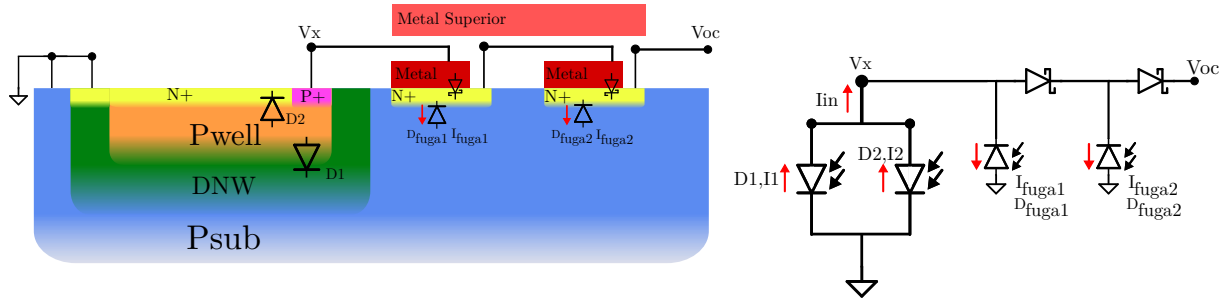 Metal Superior
Vx
Voc
Metal
Metal
N+
P+
N+
N+
D2
Pwell
Dfuga1 Ifuga1
Dfuga2 Ifuga2
D1
DNW
Psub
Vx
Voc
Iin
D2,I2
D1,I1
Ifuga1
Dfuga1
Ifuga2
Dfuga2